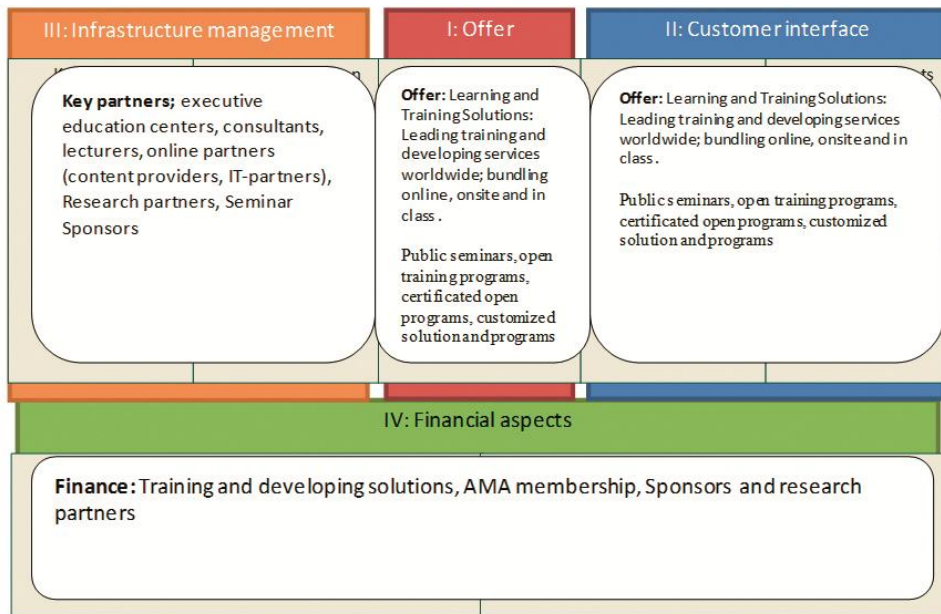 III: Infrastructure management
I: Offer
II: Customer interface
Key partners; executive
education centers, consultants,
lecturers, online partners
(content providers, IT-partners),
Research partners, Seminar
Sponsors
Offer: Learning and
Training Solutions:
Leading training and
developing services
worldwide; bundling
online, onsite and in
class.
Public seminars, open
training programs,
certificated open
programs, customized
solution and programs
Offer: Learning and Training Solutions:
Leading training and developing services
worldwide; bundling online, onsite and in
class.
Public seminars, open training programs,
certificated open programs, customized
solution and programs
IV: Financial aspects
Finance: Training and developing solutions, AMA membership, Sponsors and research
partners